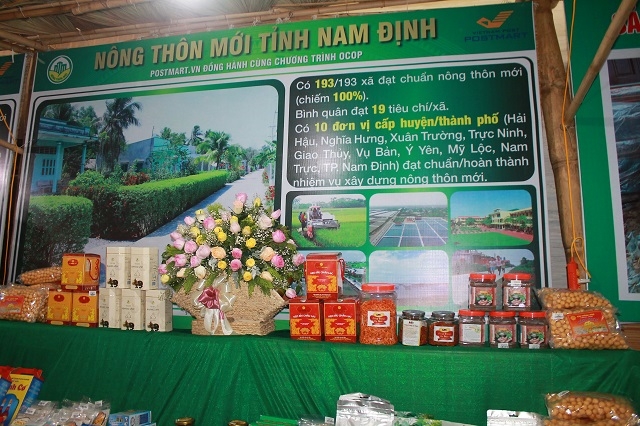 NÔNG THÔN MỚI TỈNH NAM ĐỊNH
POSTMART.VN ĐỒNG HÀNH CÙNG CHƯƠNG TRÌNH OCOP
POSTMART
Có 193/193 xã đạt chuẩn nông thôn mới
(chiếm 100%).
Bình quân đạt 19 tiêu chí/xã.
Có 10 đơn vị cấp huyện/thành phố (Hải
Hậu, Nghĩa Hưng, Xuân Trường, Trực Ninh,
Giao Thủy, Vụ Bản, Ý Yên, Mỹ Lộc, Nam
Trực, TP. Nam Định) đạt chuẩn/hoàn thành
nhiệm vụ xây dựng nông thôn mới.